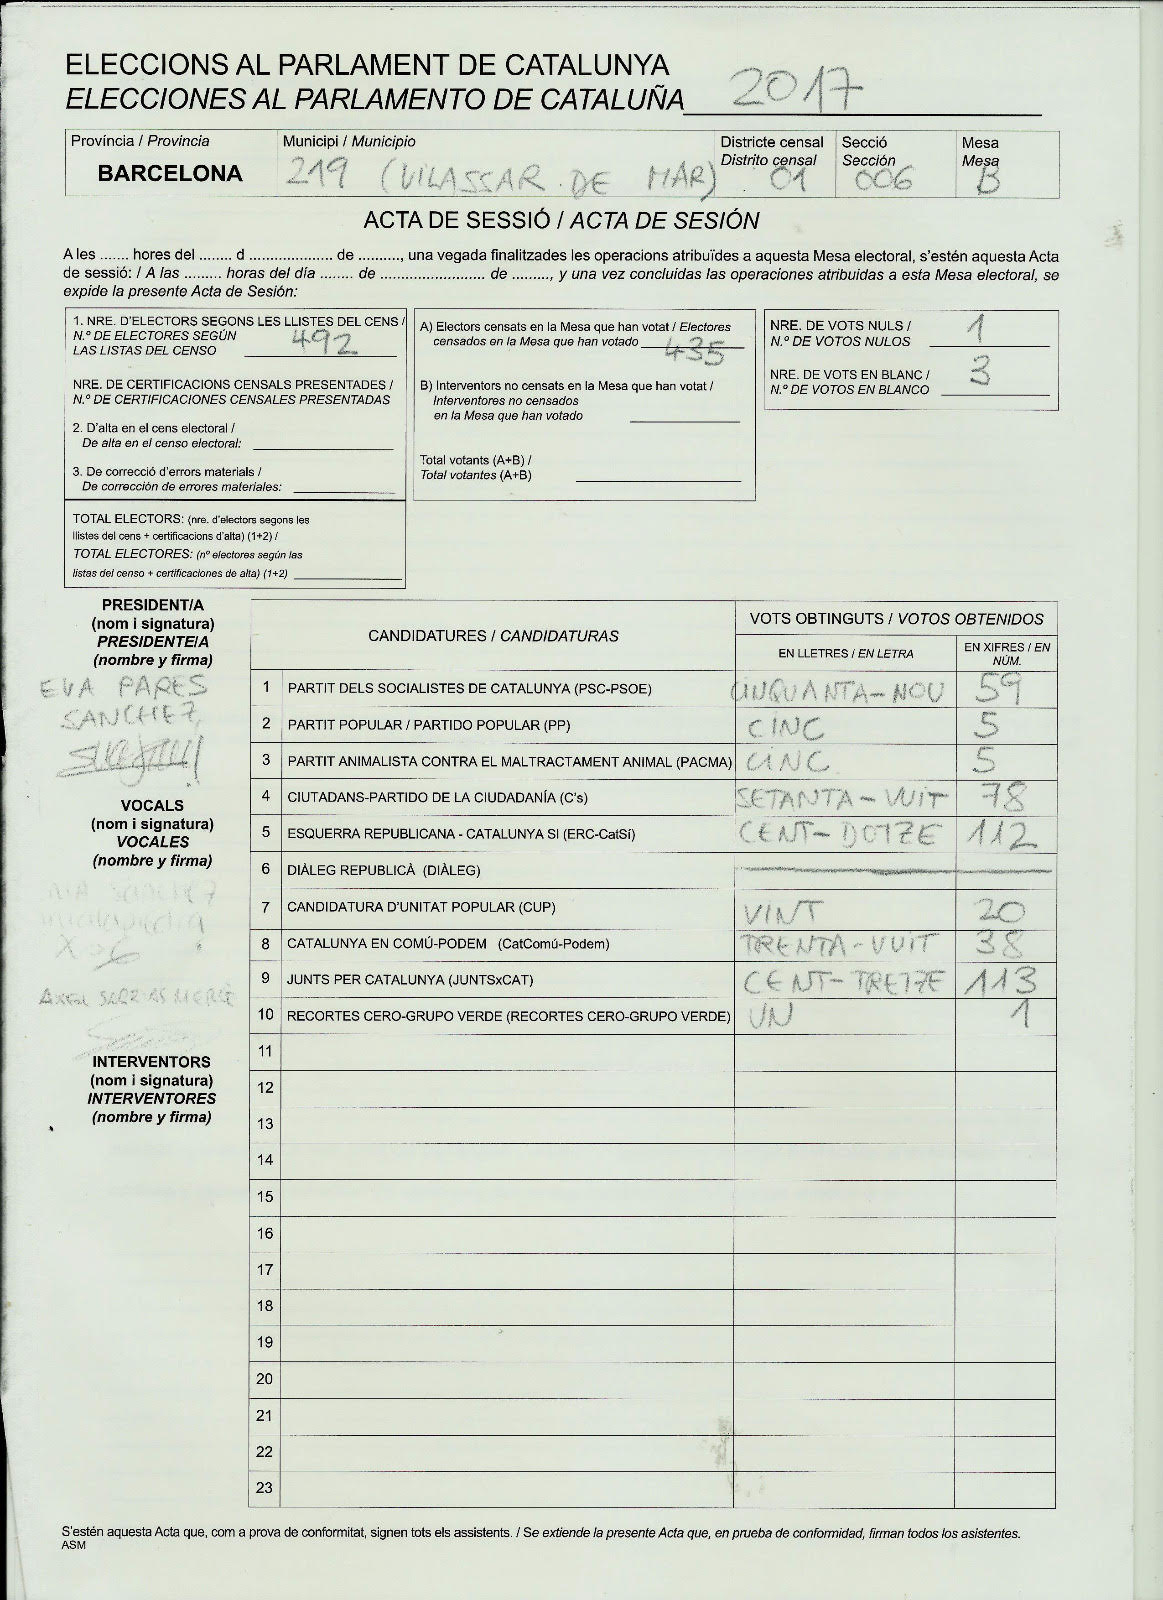 ELECCIONS AL PARLAMENT DE CATALUNYA
ELECCIONES AL PARLAMENTO DE CATALUÑA 2017
Província / Provincia
BARCELONA
Municipi / Municipio
219 (VILASSAR DE MAR)
Districte censal
Distrito censal
01
Secció
Sección
006
Mesa
Mesa
B
ACTA DE SESSIÓ / ACTA DE SESIÓN
A les ....... hores del ........ d .................... de .........., una vegada finalitzades les operacions atribuïdes a aquesta Mesa electoral, s'estén aquesta Acta
de sessió: / A las ......... horas del día ........ de ......................... de ........., y una vez concluídas las operaciones atribuidas a esta Mesa electoral, se
expide la presente Acta de Sesión:
1. NRE. D'ELECTORS SEGONS LES LLISTES DEL CENS /
N.º DE ELECTORES SEGÚN
LAS LISTAS DEL CENSO 492
NRE. DE CERTIFICACIONS CENSALS PRESENTADES /
N.º DE CERTIFICACIONES CENSALES PRESENTADAS
2. D'alta en el cens electoral /
De alta en el censo electoral:
3. De correcció d'errors materials /
De corrección de errores materiales:
TOTAL ELECTORS: (nre. d'electors segons les
llistes del cens + certificacions d'alta) (1+2) /
TOTAL ELECTORES: (nº electores según las
listas del censo + certificaciones de alta) (1+2)
A) Electors censats en la Mesa que han votat / Electores
censados en la Mesa que han votado 435
B) Interventors no censats en la Mesa que han votat /
Interventores no censados
en la Mesa que han votado
Total votants (A+B) /
Total votantes (A+B)
NRE. DE VOTS NULS /
N.º DE VOTOS NULOS 1
NRE. DE VOTS EN BLANC /
N.º DE VOTOS EN BLANCO 3
PRESIDENT/A
(nom i signatura)
PRESIDENTE/A
(nombre y firma)
EVA PARES
SANCHEZ
VOCALS
(nom i signatura)
VOCALES
(nombre y firma)
INTERVENTORS
(nom i signatura)
INTERVENTORES
(nombre y firma)
CANDIDATURES / CANDIDATURAS
VOTS OBTINGUTS / VOTOS OBTENIDOS
EN LLETRES / EN LETRA
EN XIFRES / EN
NÚM.
1 PARTIT DELS SOCIALISTES DE CATALUNYA (PSC-PSOE) CINQUANTA-NOU 59
2 PARTIT POPULAR / PARTIDO POPULAR (PP) CINC 5
3 PARTIT ANIMALISTA CONTRA EL MALTRACTAMENT ANIMAL (PACMA) CINC 5
4 CIUTADANS-PARTIDO DE LA CIUDADANÍA (C's) SETANTA-VUIT 78
5 ESQUERRA REPUBLICANA - CATALUNYA SI (ERC-CatSí) CENT-DOTZE 112
6 DIÀLEG REPUBLICÀ (DIÀLEG)
7 CANDIDATURA D'UNITAT POPULAR (CUP) VINT 20
8 CATALUNYA EN COMÚ-PODEM (CatComú-Podem) TRENTA-VUIT 38
9 JUNTS PER CATALUNYA (JUNTSxCAT) CENT-TRETZE 113
10 RECORTES CERO-GRUPO VERDE (RECORTES CERO-GRUPO VERDE) UN 1
11
12
13
14
15
16
17
18
19
20
21
22
23
S'estén aquesta Acta que, com a prova de conformitat, signen tots els assistents. / Se extiende la presente Acta que, en prueba de conformidad, firman todos los asistentes.
ASM